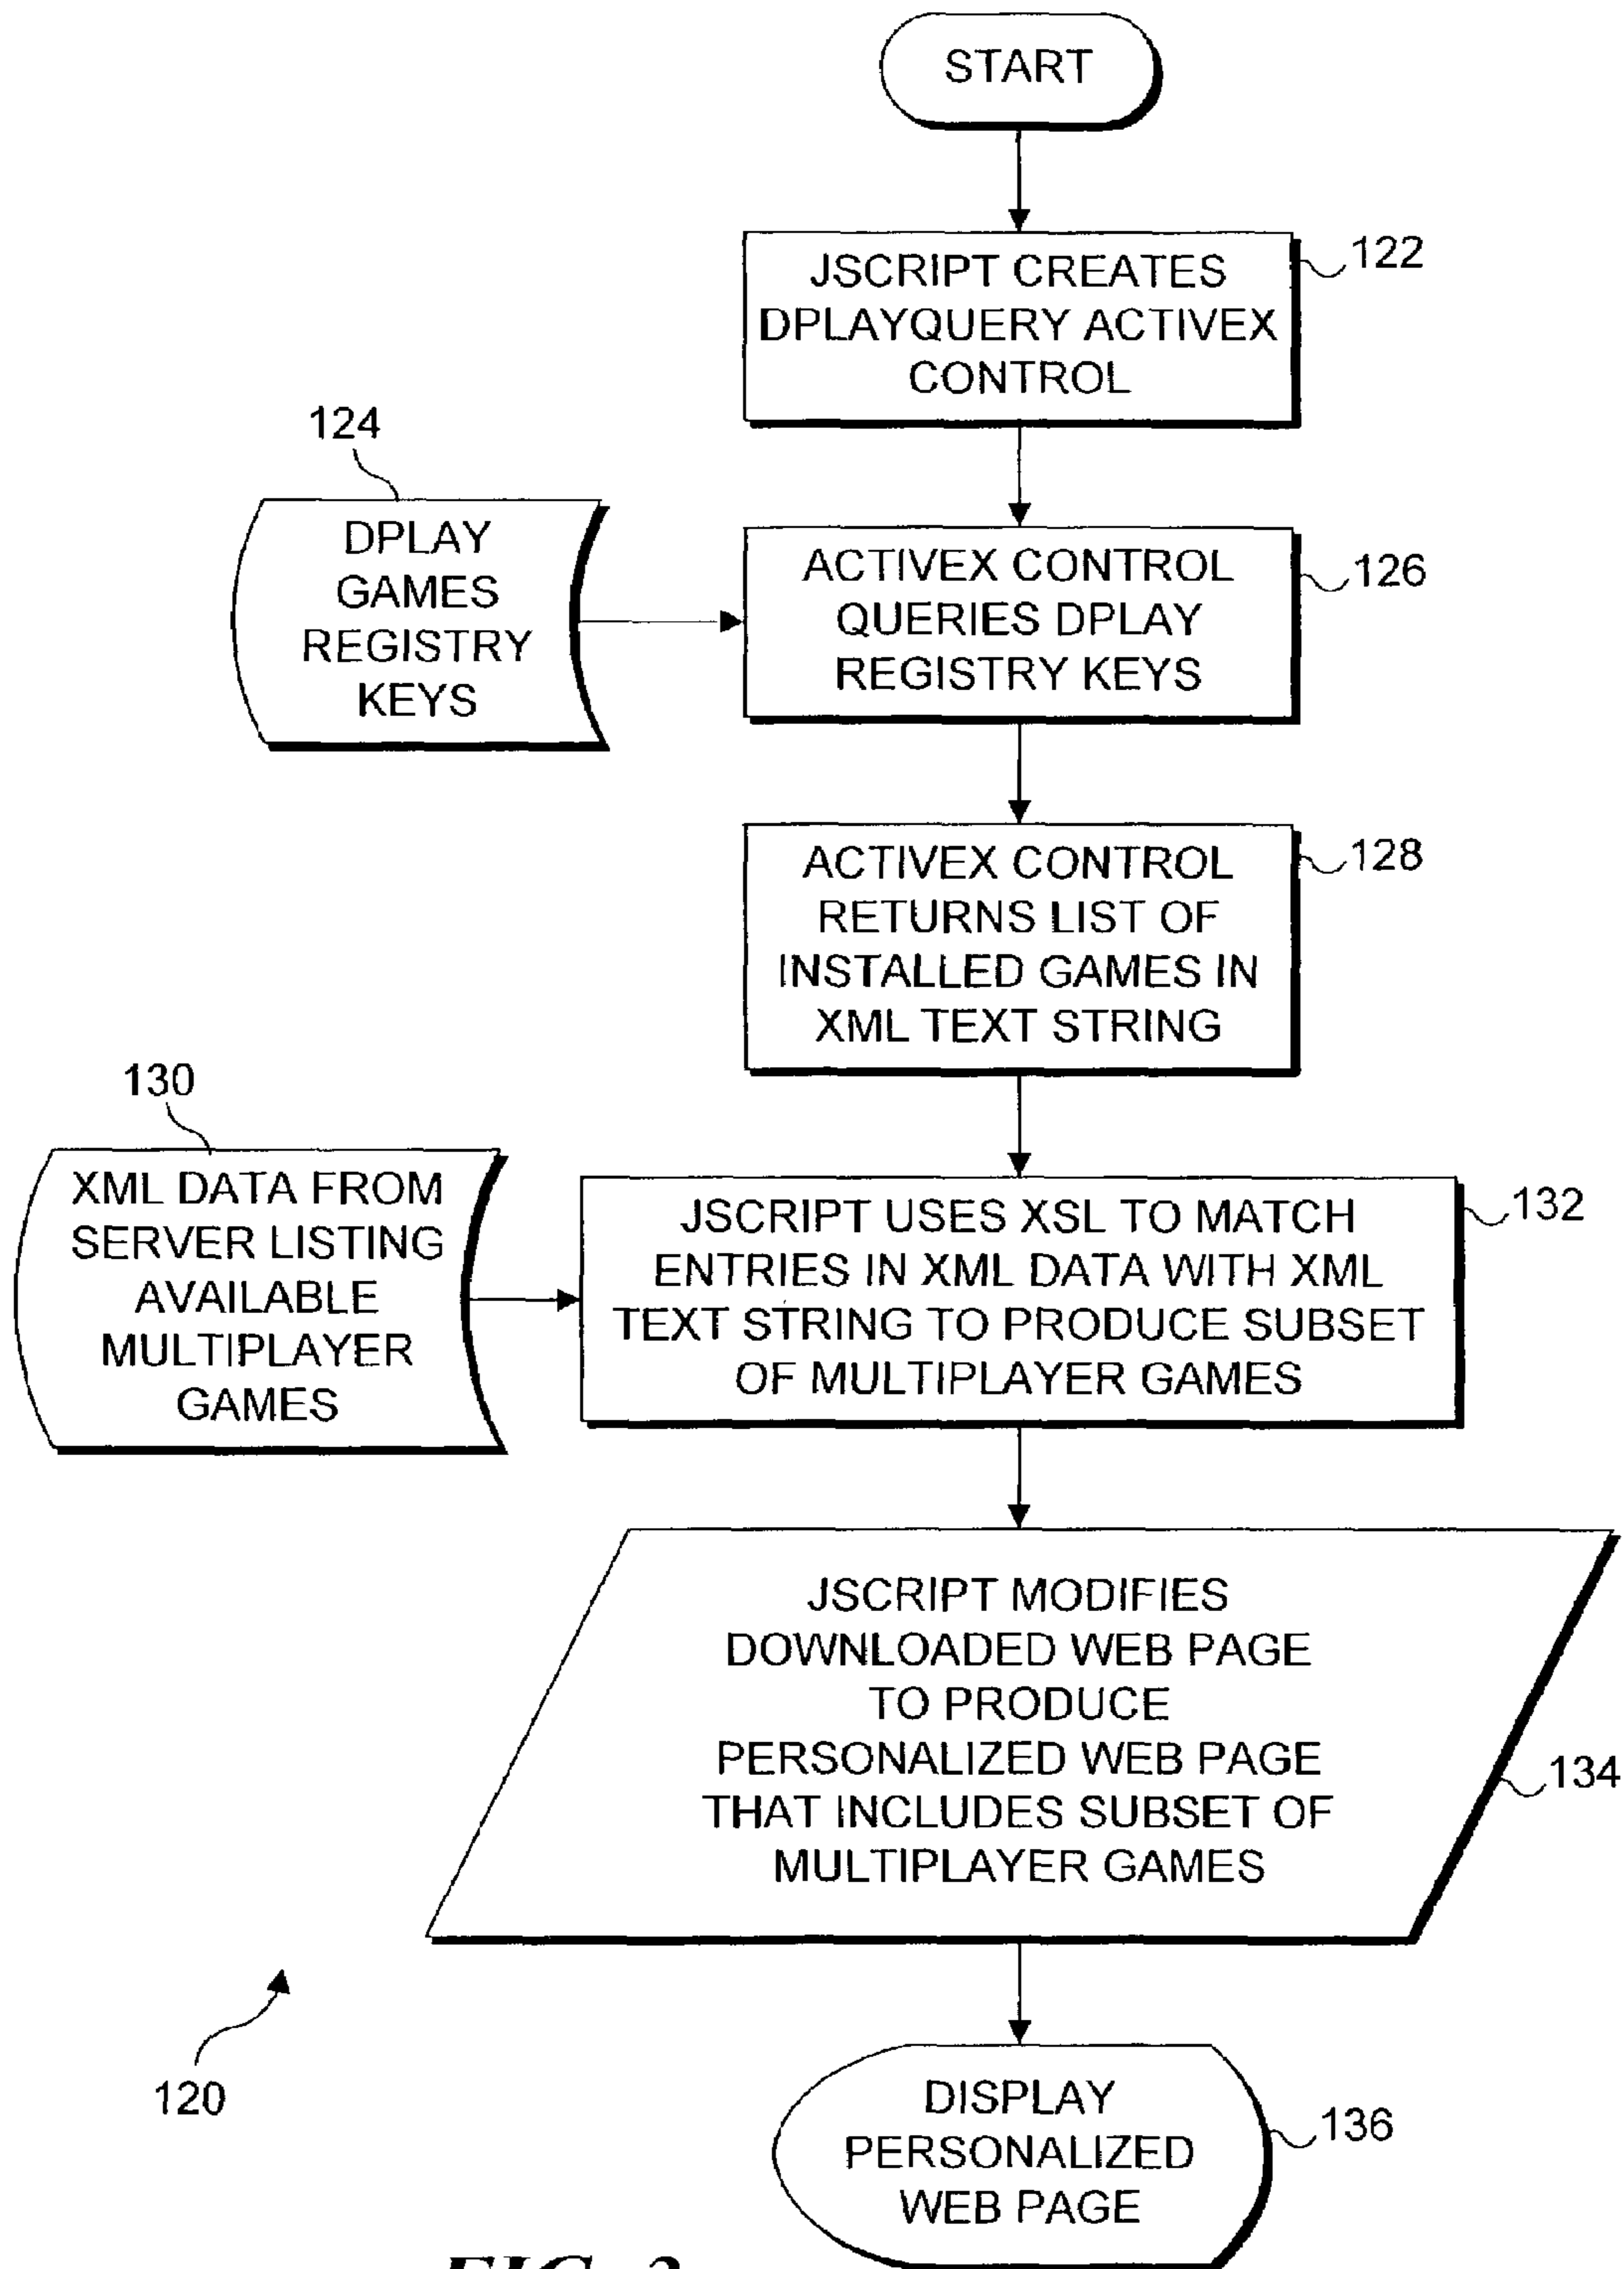 START
JSCRIPT CREATES
DPLAYQUERY ACTIVEX
CONTROL
122
124
DPLAY
GAMES
REGISTRY
KEYS
ACTIVEX CONTROL
QUERIES DPLAY
REGISTRY KEYS
126
ACTIVEX CONTROL
RETURNS LIST OF
INSTALLED GAMES IN
XML TEXT STRING
128
130
XML DATA FROM
SERVER LISTING
AVAILABLE
MULTIPLAYER
GAMES
JSCRIPT USES XSL TO MATCH
ENTRIES IN XML DATA WITH XML
TEXT STRING TO PRODUCE SUBSET
OF MULTIPLAYER GAMES
132
JSCRIPT MODIFIES
DOWNLOADED WEB PAGE
TO PRODUCE
PERSONALIZED WEB PAGE
THAT INCLUDES SUBSET OF
MULTIPLAYER GAMES
134
120
DISPLAY
PERSONALIZED
WEB PAGE
136